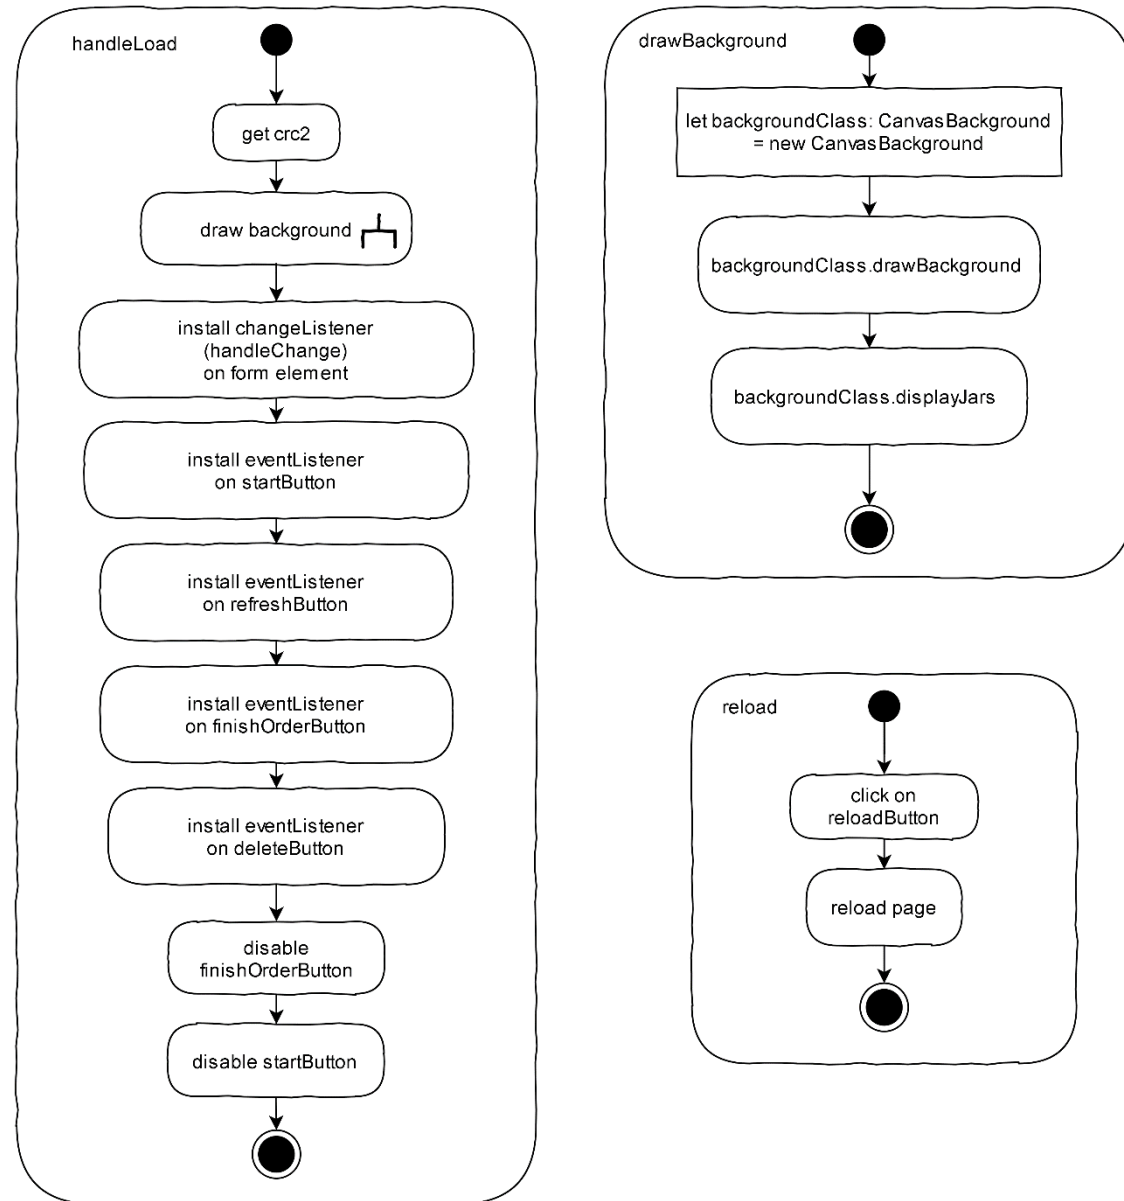 handleLoad
get crc2
draw background
install changeListener
(handleChange)
on form element
install eventListener
on startButton
install eventListener
on refreshButton
install eventListener
on finishOrderButton
install eventListener
on deleteButton
disable
finishOrderButton
disable startButton
drawBackground
let backgroundClass: CanvasBackground
= new CanvasBackground
backgroundClass.drawBackground
backgroundClass.displayJars
reload
click on
reloadButton
reload page